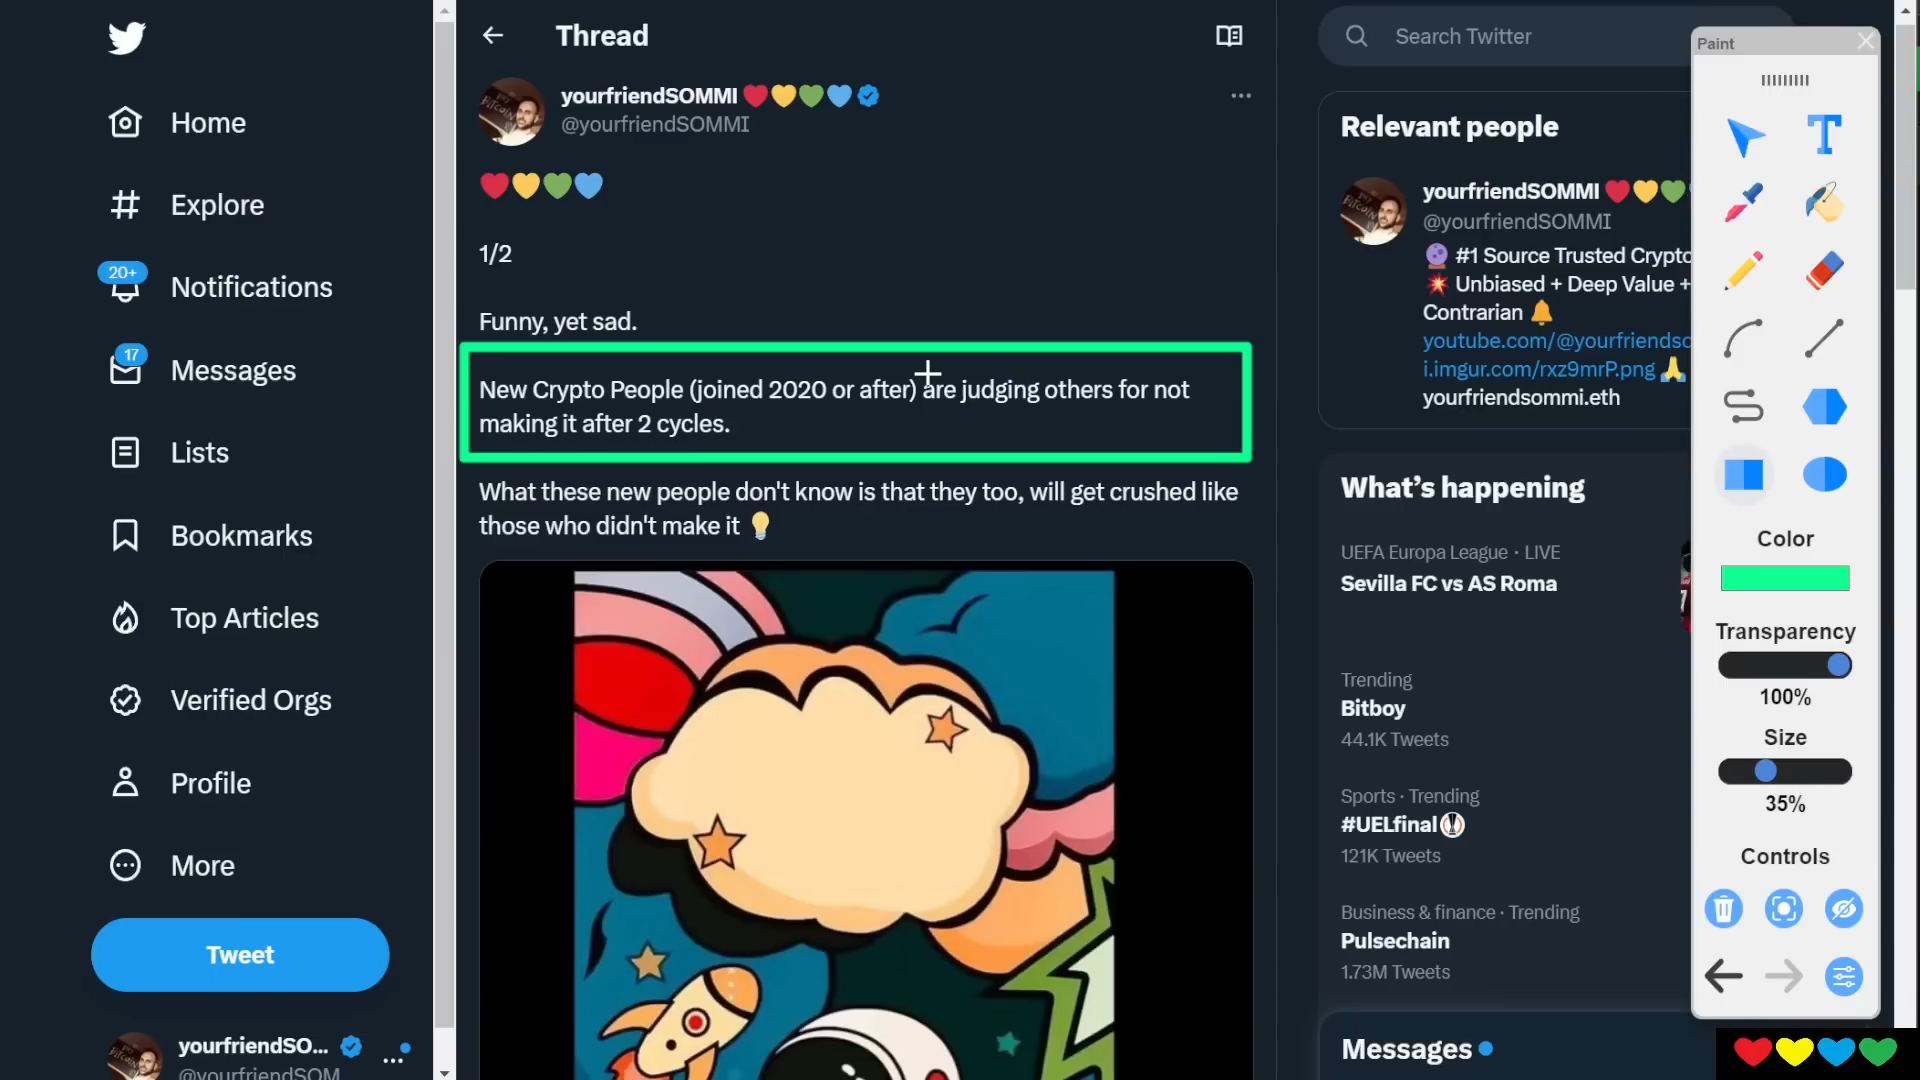 Home
Explore
20+
Notifications
17
Messages
Lists
Bookmarks
Top Articles
Verified Orgs
Profile
More
Tweet
yourfriendSO...
@yourfriendSOM
Thread
yourfriendSOMMI
@yourfriendSOMMI
1/2
Funny, yet sad.
New Crypto People (joined 2020 or after) are judging others for not
making it after 2 cycles.
What these new people don't know is that they too, will get crushed like
those who didn't make it
Search Twitter
Relevant people
yourfriendSOMMI
@yourfriendSOMMI
#1 Source Trusted Crypto
Unbiased + Deep Value +
Contrarian
youtube.com/@yourfriendso
i.imgur.com/rxz9mrP.png
yourfriendsommi.eth
What's happening
UEFA Europa League · LIVE
Sevilla FC vs AS Roma
Trending
Bitboy
44.1K Tweets
Sports · Trending
#UELfinal
121K Tweets
Business & finance · Trending
Pulsechain
1.73M Tweets
Messages
Paint
T
Color
Transparency
100%
Size
35%
Controls